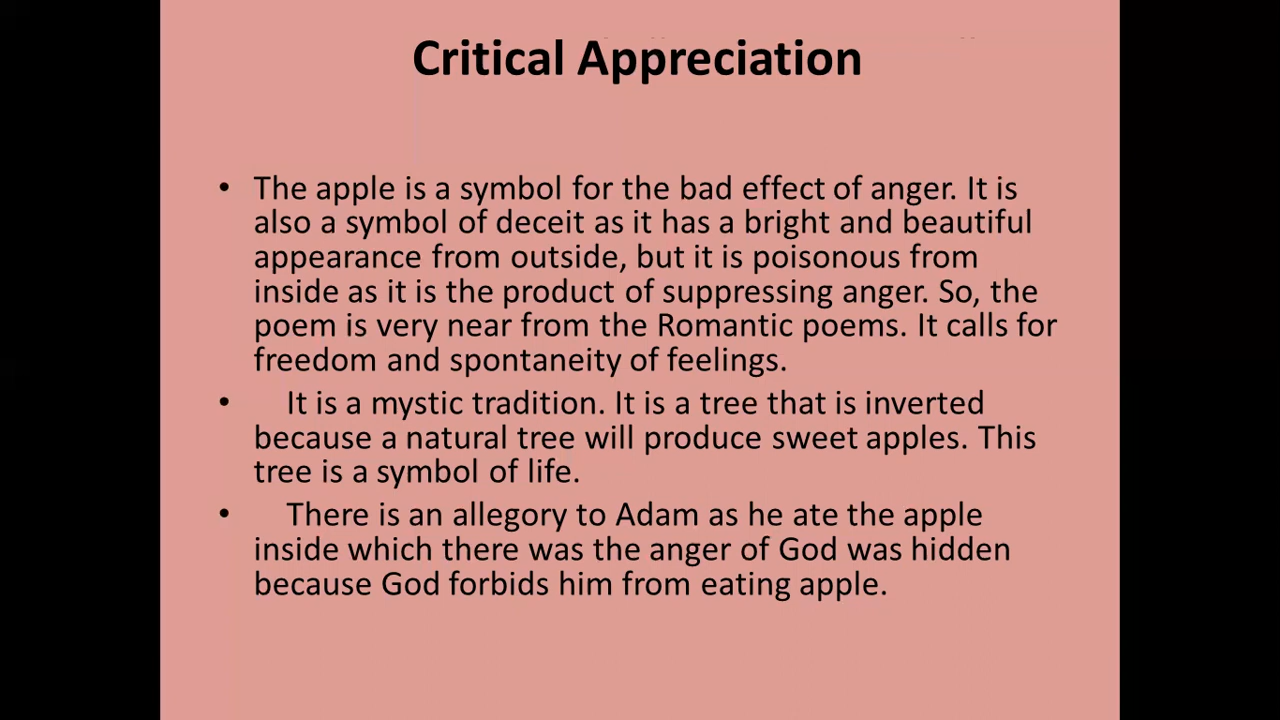 Critical Appreciation
• The apple is a symbol for the bad effect of anger. It is
also a symbol of deceit as it has a bright and beautiful
appearance from outside, but it is poisonous from
inside as it is the product of suppressing anger. So, the
poem is very near from the Romantic poems. It calls for
freedom and spontaneity of feelings.
• It is a mystic tradition. It is a tree that is inverted
because a natural tree will produce sweet apples. This
tree is a symbol of life.
• There is an allegory to Adam as he ate the apple
inside which there was the anger of God was hidden
because God forbids him from eating apple.